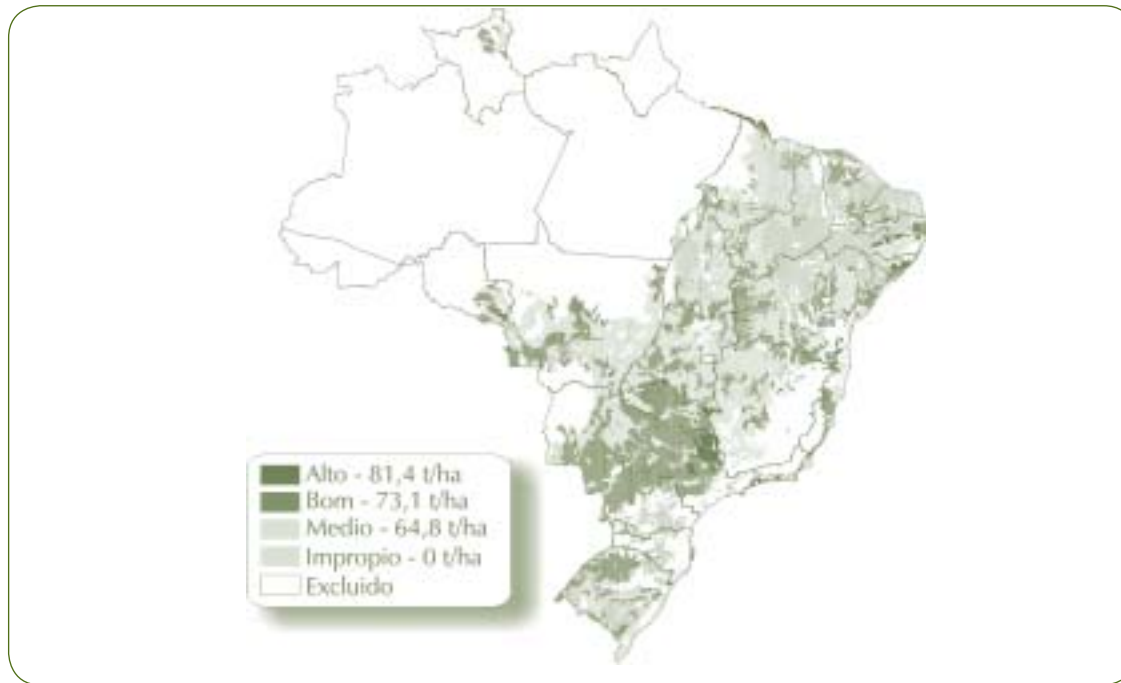 Alto - 81,4 t/ha
Bom - 73,1 t/ha
Medio - 64,8 t/ha
Impropio - 0 t/ha
Excluido